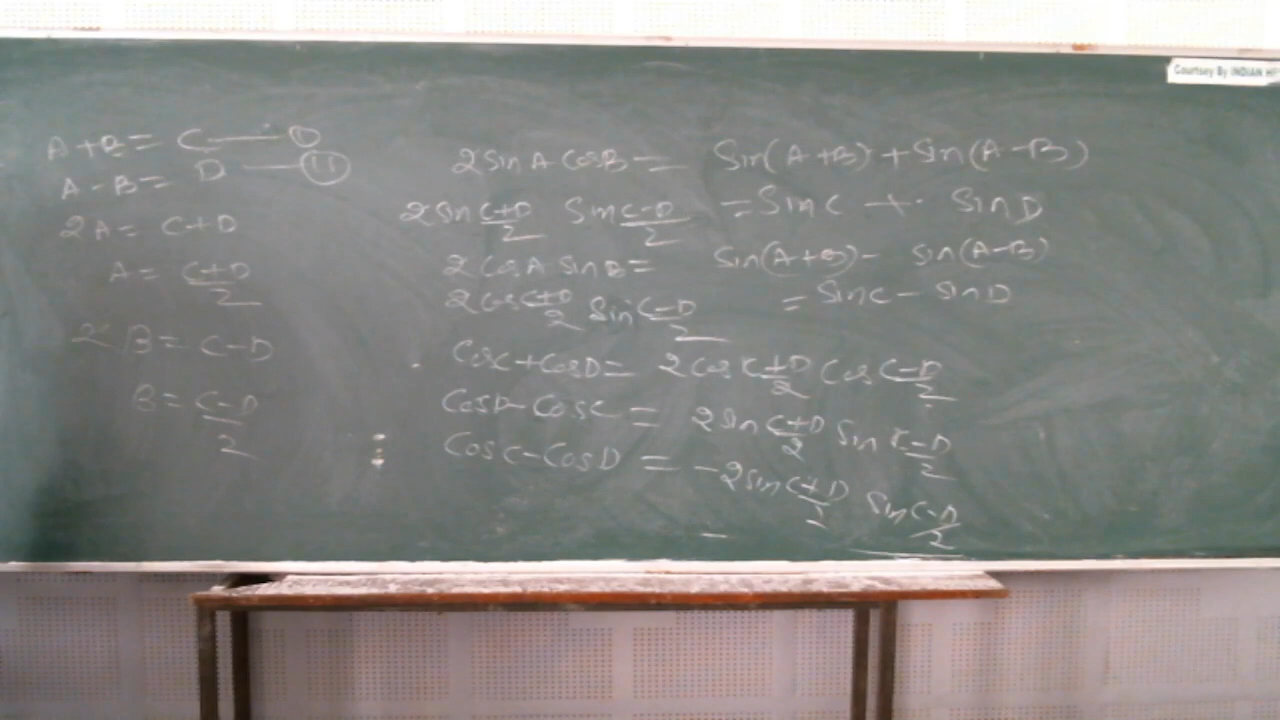 Courtsey By INDIAN
A+B= C — I
A-B= D — II
2A= C+D
A= C+D/2
2B= C-D
B= C-D/2
2SinA CosB= Sin(A+B)+Sin(A-B)
2Sin C+D/2 Sin C-D/2 =SinC + SinD
2CosA SinB= Sin(A+B)- Sin(A-B)
2Cos C+D/2 Sin C-D/2 = SinC- SinD
CosC+CosD= 2Cos C+D/2 Cos C-D/2
CosD-CosC = 2Sin C+D/2 Sin C-D/2
CosC-CosD = -2Sin C+D/2 Sin C-D/2